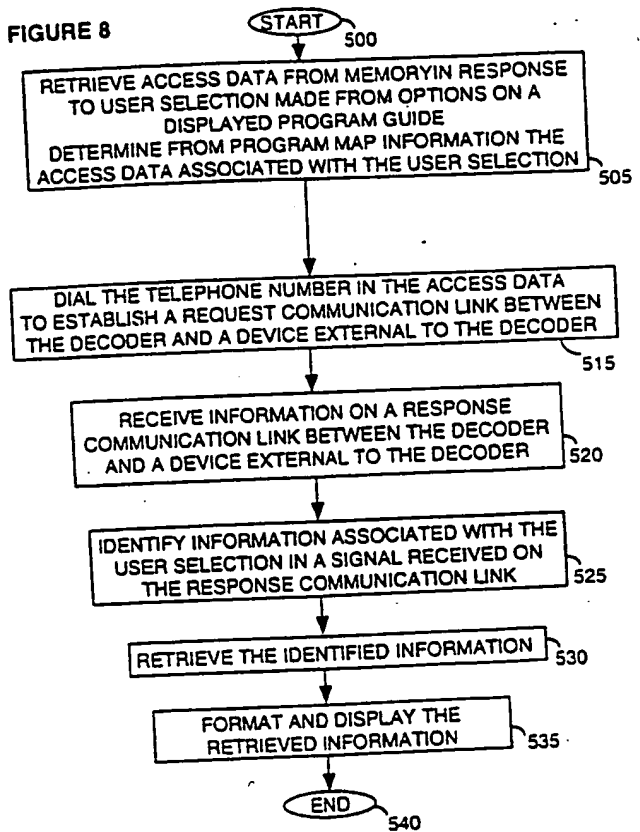 FIGURE 8
START
500
RETRIEVE ACCESS DATA FROM MEMORYIN RESPONSE
TO USER SELECTION MADE FROM OPTIONS ON A
DISPLAYED PROGRAM GUIDE
DETERMINE FROM PROGRAM MAP INFORMATION THE
ACCESS DATA ASSOCIATED WITH THE USER SELECTION
505
DIAL THE TELEPHONE NUMBER IN THE ACCESS DATA
TO ESTABLISH A REQUEST COMMUNICATION LINK BETWEEN
THE DECODER AND A DEVICE EXTERNAL TO THE DECODER
515
RECEIVE INFORMATION ON A RESPONSE
COMMUNICATION LINK BETWEEN THE DECODER
AND A DEVICE EXTERNAL TO THE DECODER
520
IDENTIFY INFORMATION ASSOCIATED WITH THE
USER SELECTION IN A SIGNAL RECEIVED ON
THE RESPONSE COMMUNICATION LINK
525
RETRIEVE THE IDENTIFIED INFORMATION
530
FORMAT AND DISPLAY THE
RETRIEVED INFORMATION
535
END
540